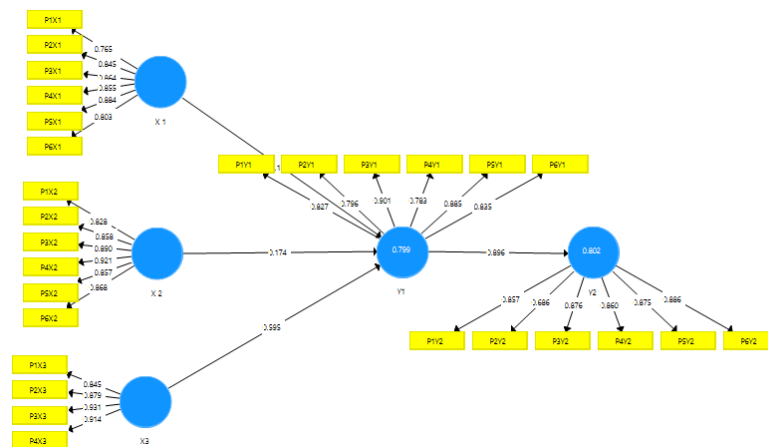 P1X1
P2X1
P3X1
P4X1
P5X1
P6X1
0.765
0.845
0.864
0.855
0.884
0.803
X 1
P1Y1
P2Y1
P3Y1
P4Y1
P5Y1
P6Y1
0.827
0.796
0.901
0.783
0.885
0.835
P1X2
P2X2
P3X2
P4X2
P5X2
P6X2
0.828
0.858
0.890
0.921
0.857
0.868
X 2
0.174
0.799
Y1
0.896
0.802
Y2
0.595
0.857
0.686
0.876
0.860
0.875
0.886
P1Y2
P2Y2
P3Y2
P4Y2
P5Y2
P6Y2
P1X3
P2X3
P3X3
P4X3
0.845
0.879
0.931
0.914
X3